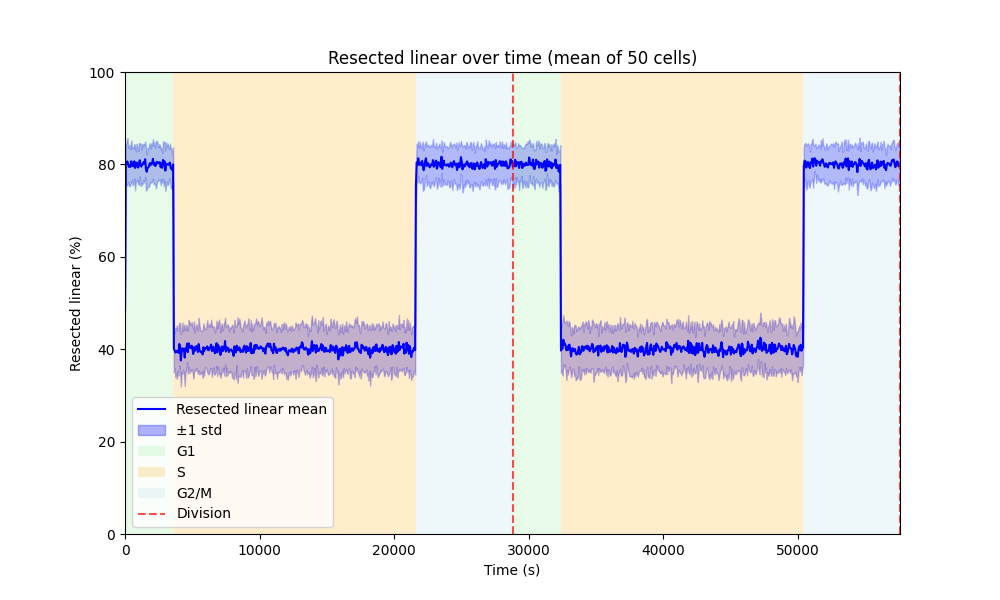 Resected linear over time (mean of 50 cells)
Resected linear (%)
100
80
60
40
20
0
Resected linear mean
±1 std
G1
S
G2/M
Division
0 10000 20000 30000 40000 50000
Time (s)